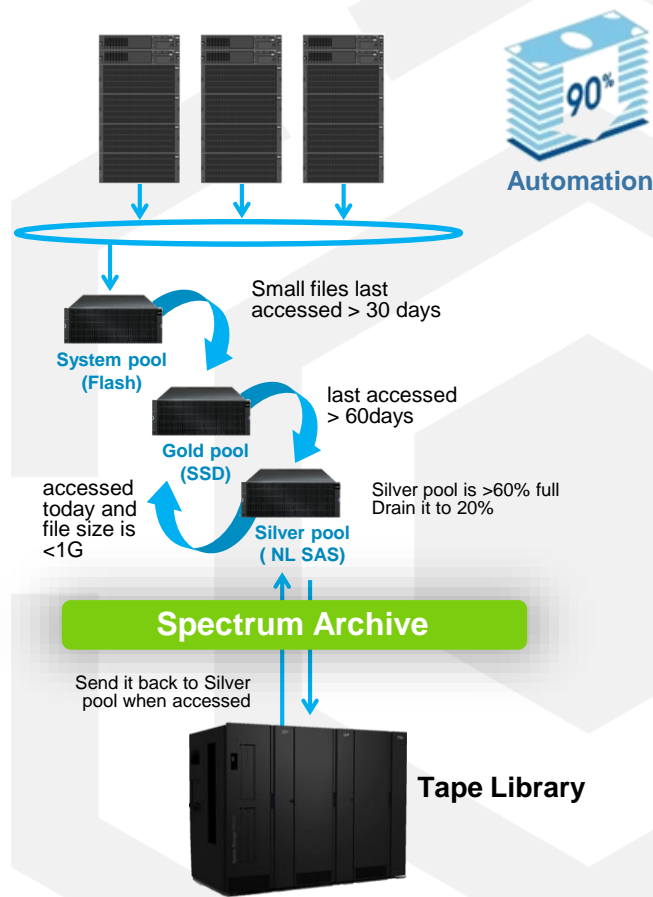 90%
Automation
Small files last
accessed > 30 days
System pool
(Flash)
last accessed
> 60days
Gold pool
(SSD)
accessed
today and
file size is
<1G
Silver pool is >60% full
Drain it to 20%
Silver pool
( NL SAS)
Spectrum Archive
Send it back to Silver
pool when accessed
Tape Library